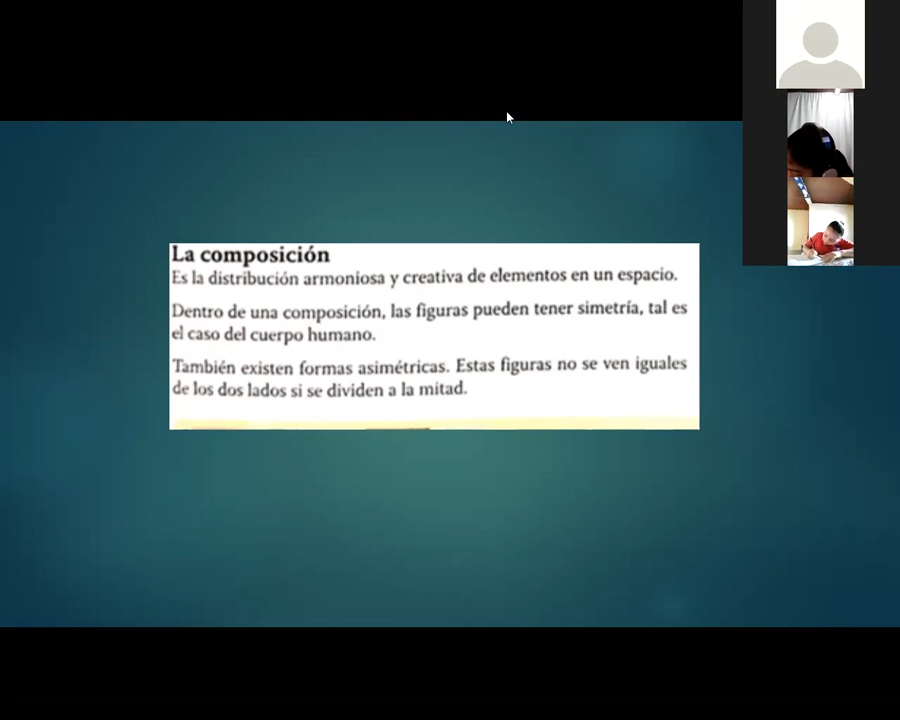 La composición
Es la distribución armoniosa y creativa de elementos en un espacio.
Dentro de una composición, las figuras pueden tener simetría, tal es
el caso del cuerpo humano.
También existen formas asimétricas. Estas figuras no se ven iguales
de los dos lados si se dividen a la mitad.